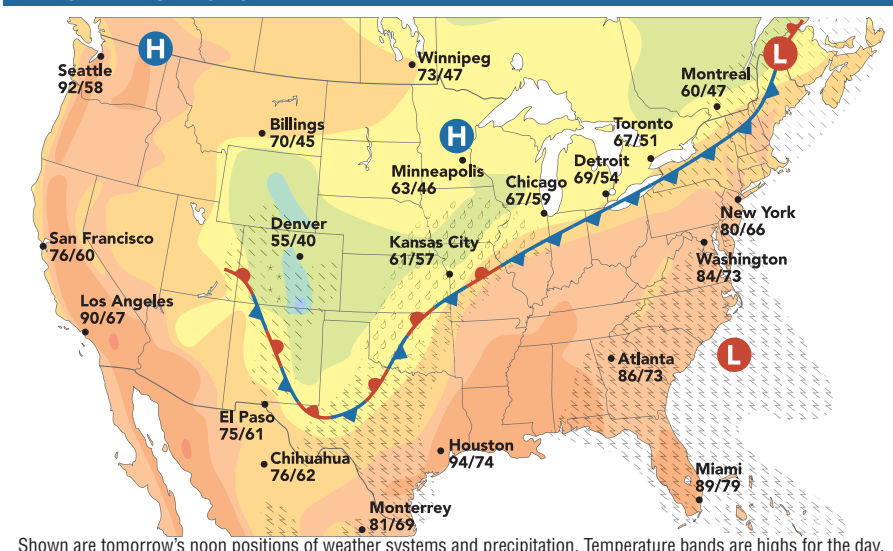 H
L
Seattle
92/58
Winnipeg
73/47
Montreal
60/47
Billings
70/45
H
Toronto
67/51
Minneapolis
63/46
Detroit
69/54
Chicago
67/59
New York
80/66
Denver
55/40
San Francisco
76/60
Kansas City
61/57
Washington
84/73
Los Angeles
90/67
L
Atlanta
86/73
El Paso
75/61
Houston
94/74
Chihuahua
76/62
Miami
89/79
Monterrey
81/69
Shown are tomorrow's noon positions of weather systems and precipitation. Temperature bands are highs for the day.